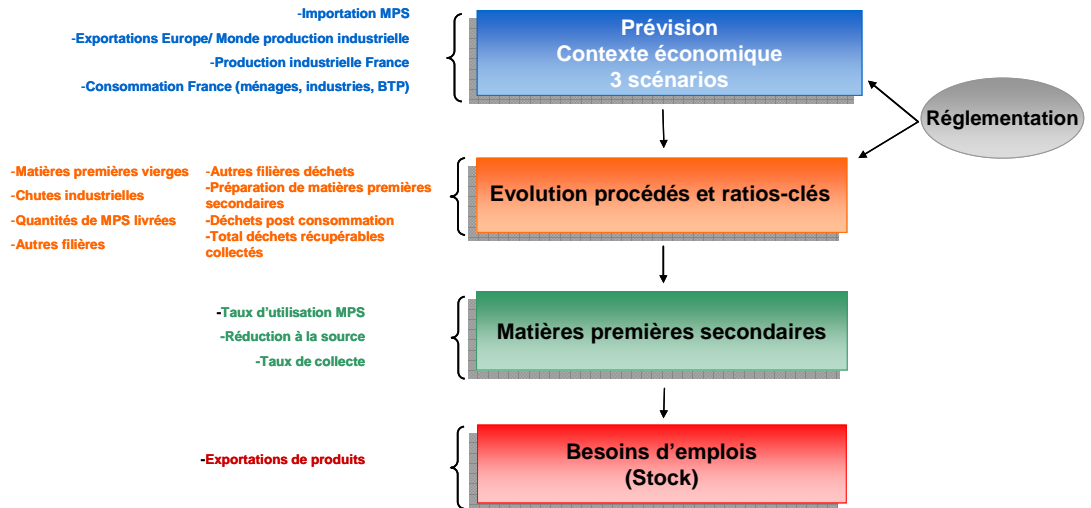 -Importation MPS
-Exportations Europe/ Monde production industrielle
-Production industrielle France
-Consommation France (ménages, industries, BTP)
Prévision
Contexte économique
3 scénarios
Réglementation
-Matières premières vierges
-Chutes industrielles
-Quantités de MPS livrées
-Autres filières
-Autres filières déchets
-Préparation de matières premières
secondaires
-Déchets post consommation
-Total déchets récupérables
collectés
Evolution procédés et ratios-clés
-Taux d'utilisation MPS
-Réduction à la source
-Taux de collecte
Matières premières secondaires
-Exportations de produits
Besoins d'emplois
(Stock)